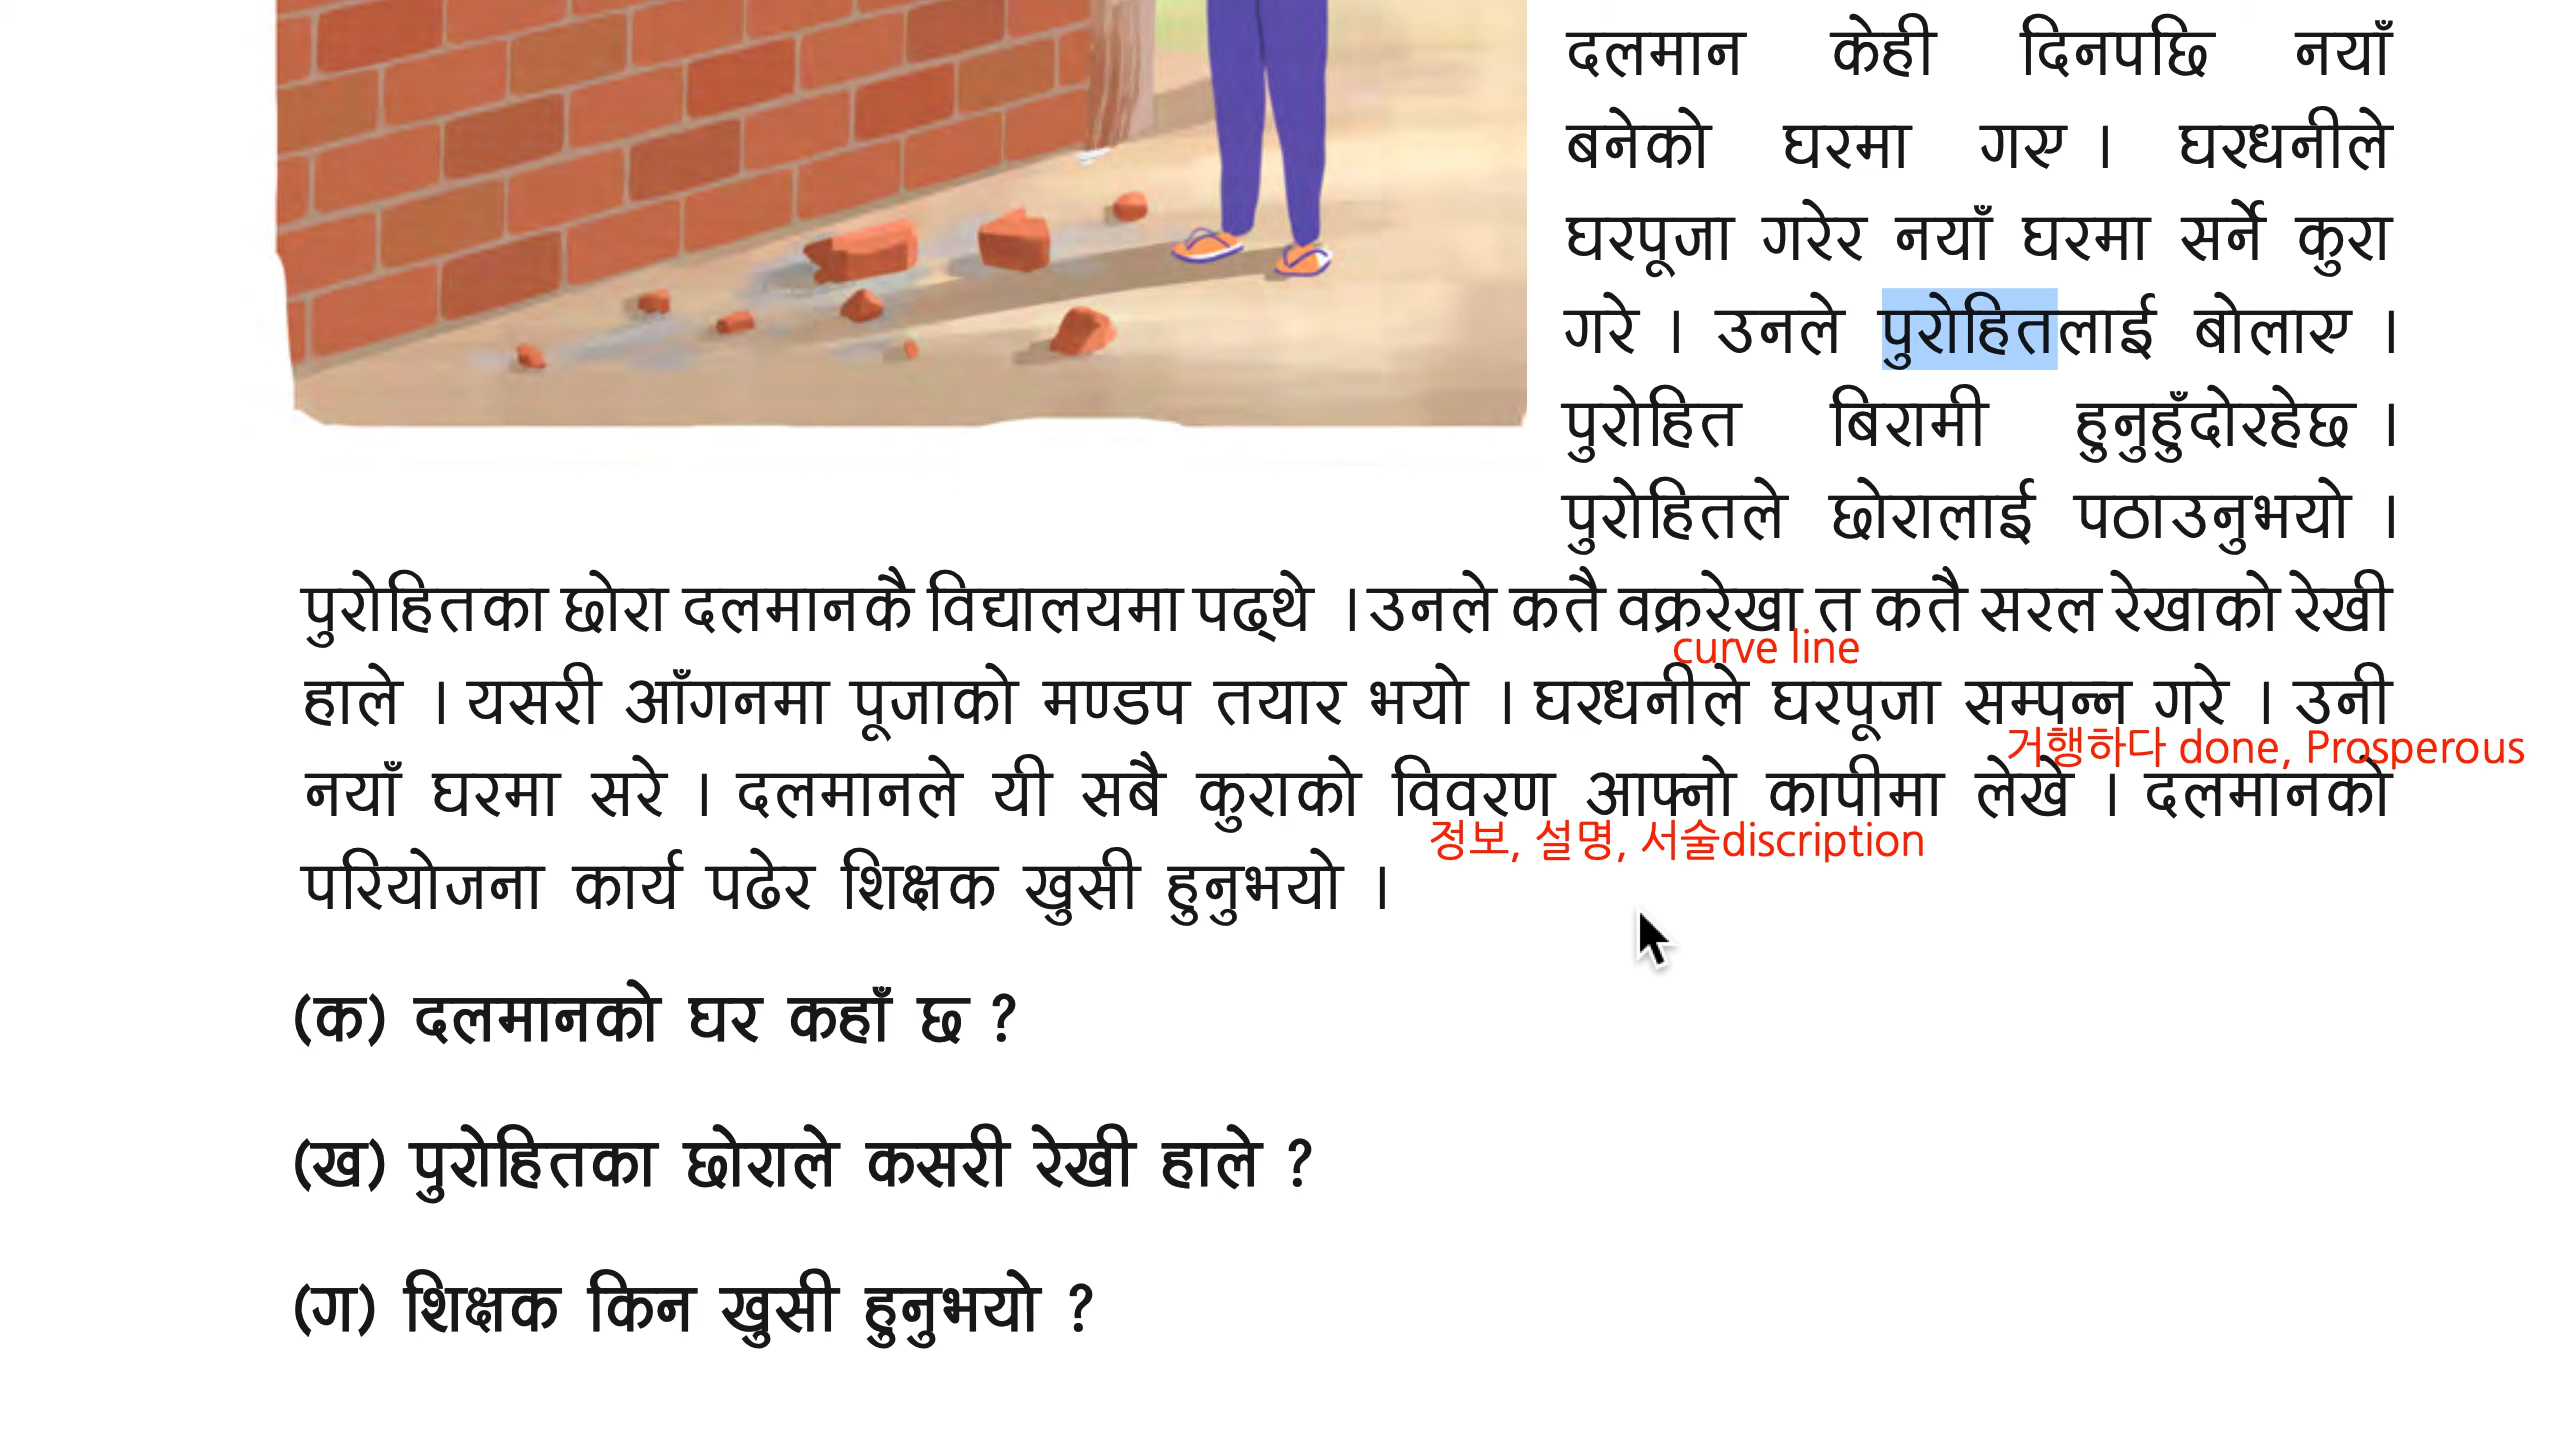 दलमान केही दिनपछि नयाँ
बनेको घरमा गए । घरधनीले
घरपूजा गरेर नयाँ घरमा सर्ने कुरा
गरे । उनले पुरोहितलाई बोलाए ।
पुरोहित बिरामी हुनुहुँदोरहेछ ।
पुरोहितले छोरालाई पठाउनुभयो ।
पुरोहितका छोरा दलमानकै विद्यालयमा पढ्थे । उनले कतै वक्ररेखा त कतै सरल रेखाको रेखी
curve line
हाले । यसरी आँगनमा पूजाको मण्डप तयार भयो । घरधनीले घरपूजा सम्पन्न गरे । उनी
거행하다 done, Prosperous
नयाँ घरमा सरे । दलमानले यी सबै कुराको विवरण आफ्नो कापीमा लेखे । दलमानको
정보, 설명, 서술discription
परियोजना कार्य पढेर शिक्षक खुसी हुनुभयो ।
(क) दलमानको घर कहाँ छ ?
(ख) पुरोहितका छोराले कसरी रेखी हाले ?
(ग) शिक्षक किन खुसी हुनुभयो ?